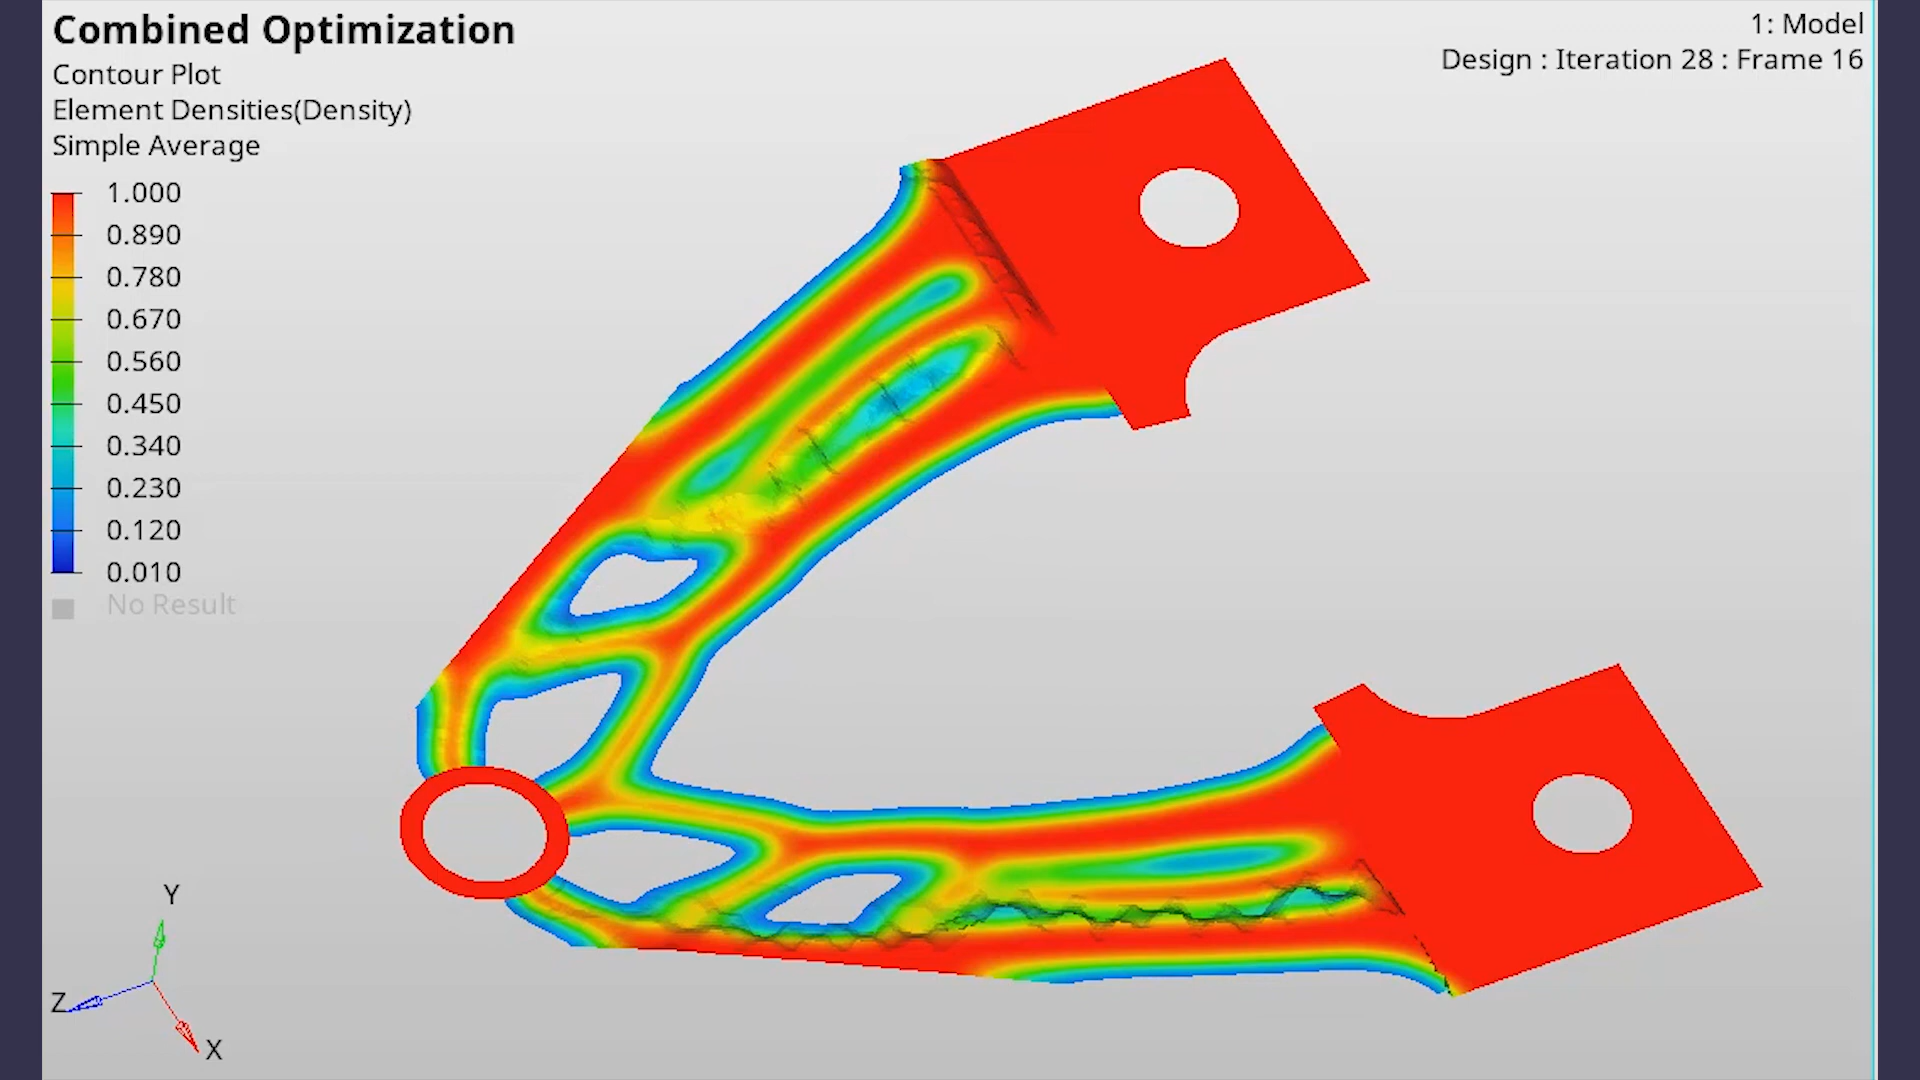 Combined Optimization
Contour Plot
Element Densities(Density)
Simple Average
1: Model
Design : Iteration 28 : Frame 16
1.000
0.890
0.780
0.670
0.560
0.450
0.340
0.230
0.120
0.010
No Result
Y
Z
X